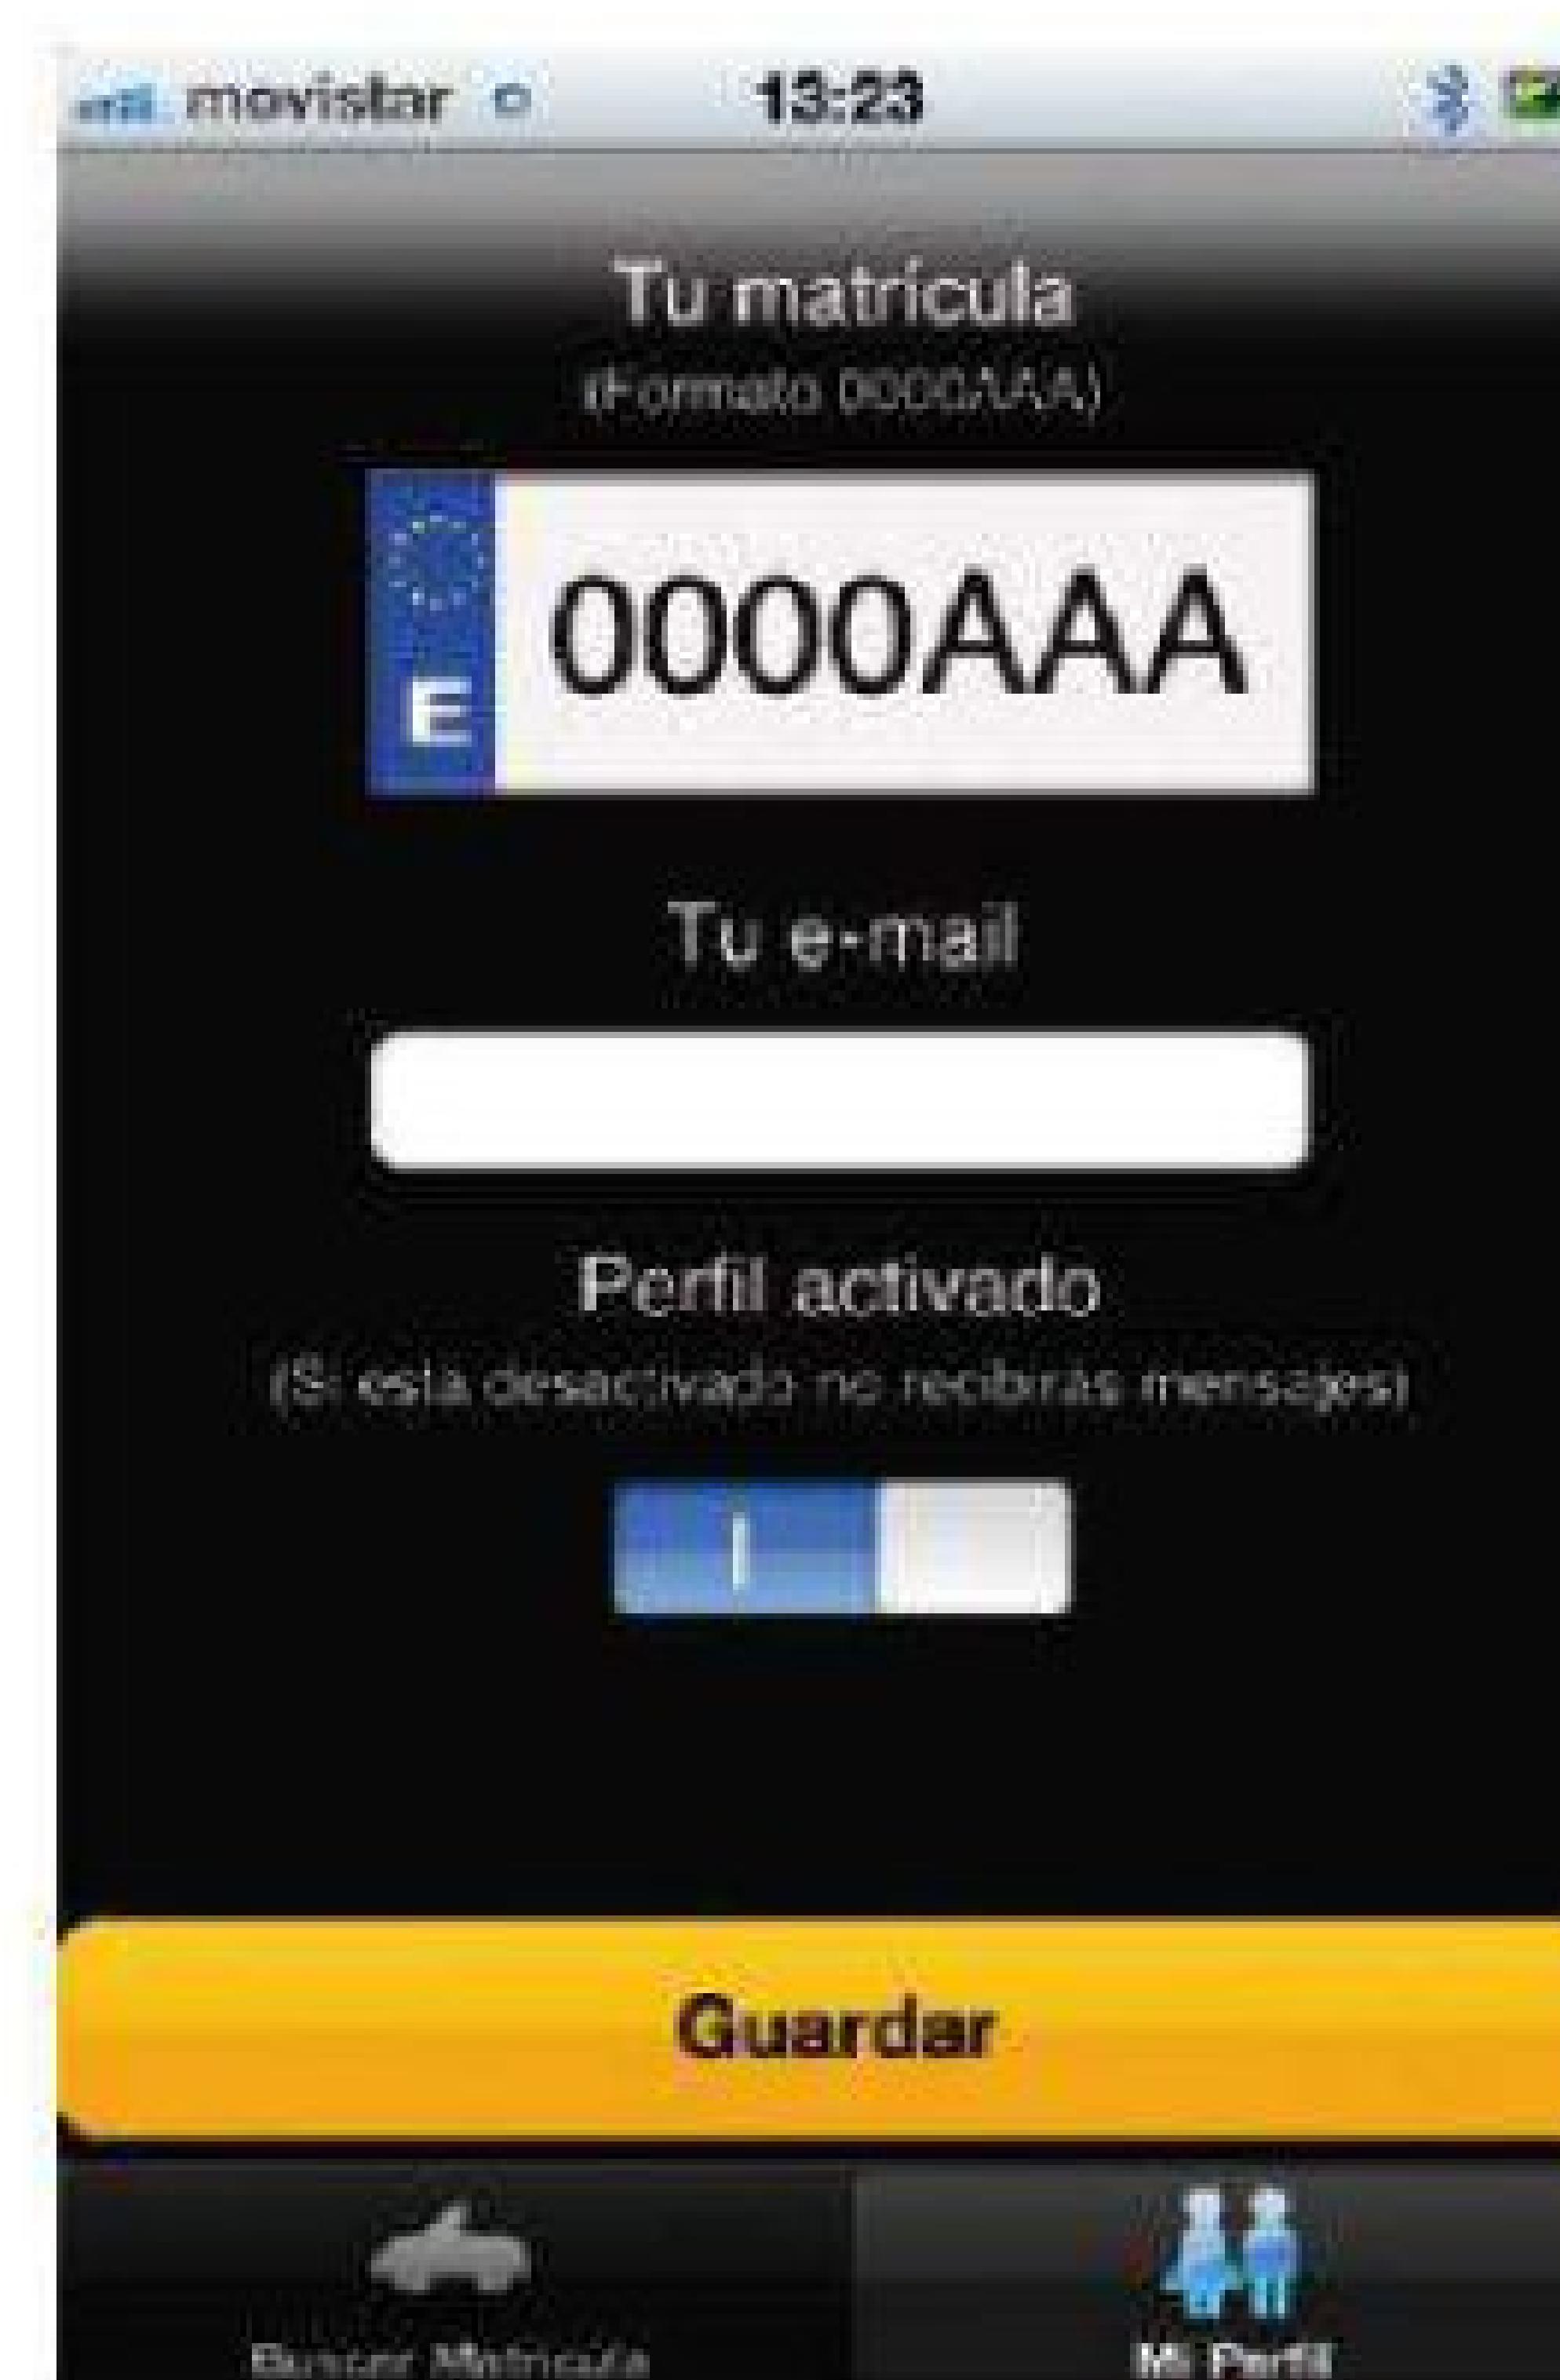 movistar 13:23
Tu matrícula
(Formato 0000AAA)
E 0000AAA
Tu e-mail
Perfil activado
(Si está desactivado no recibirás mensajes)
Guardar
Buscar Matrícula Mi Perfil